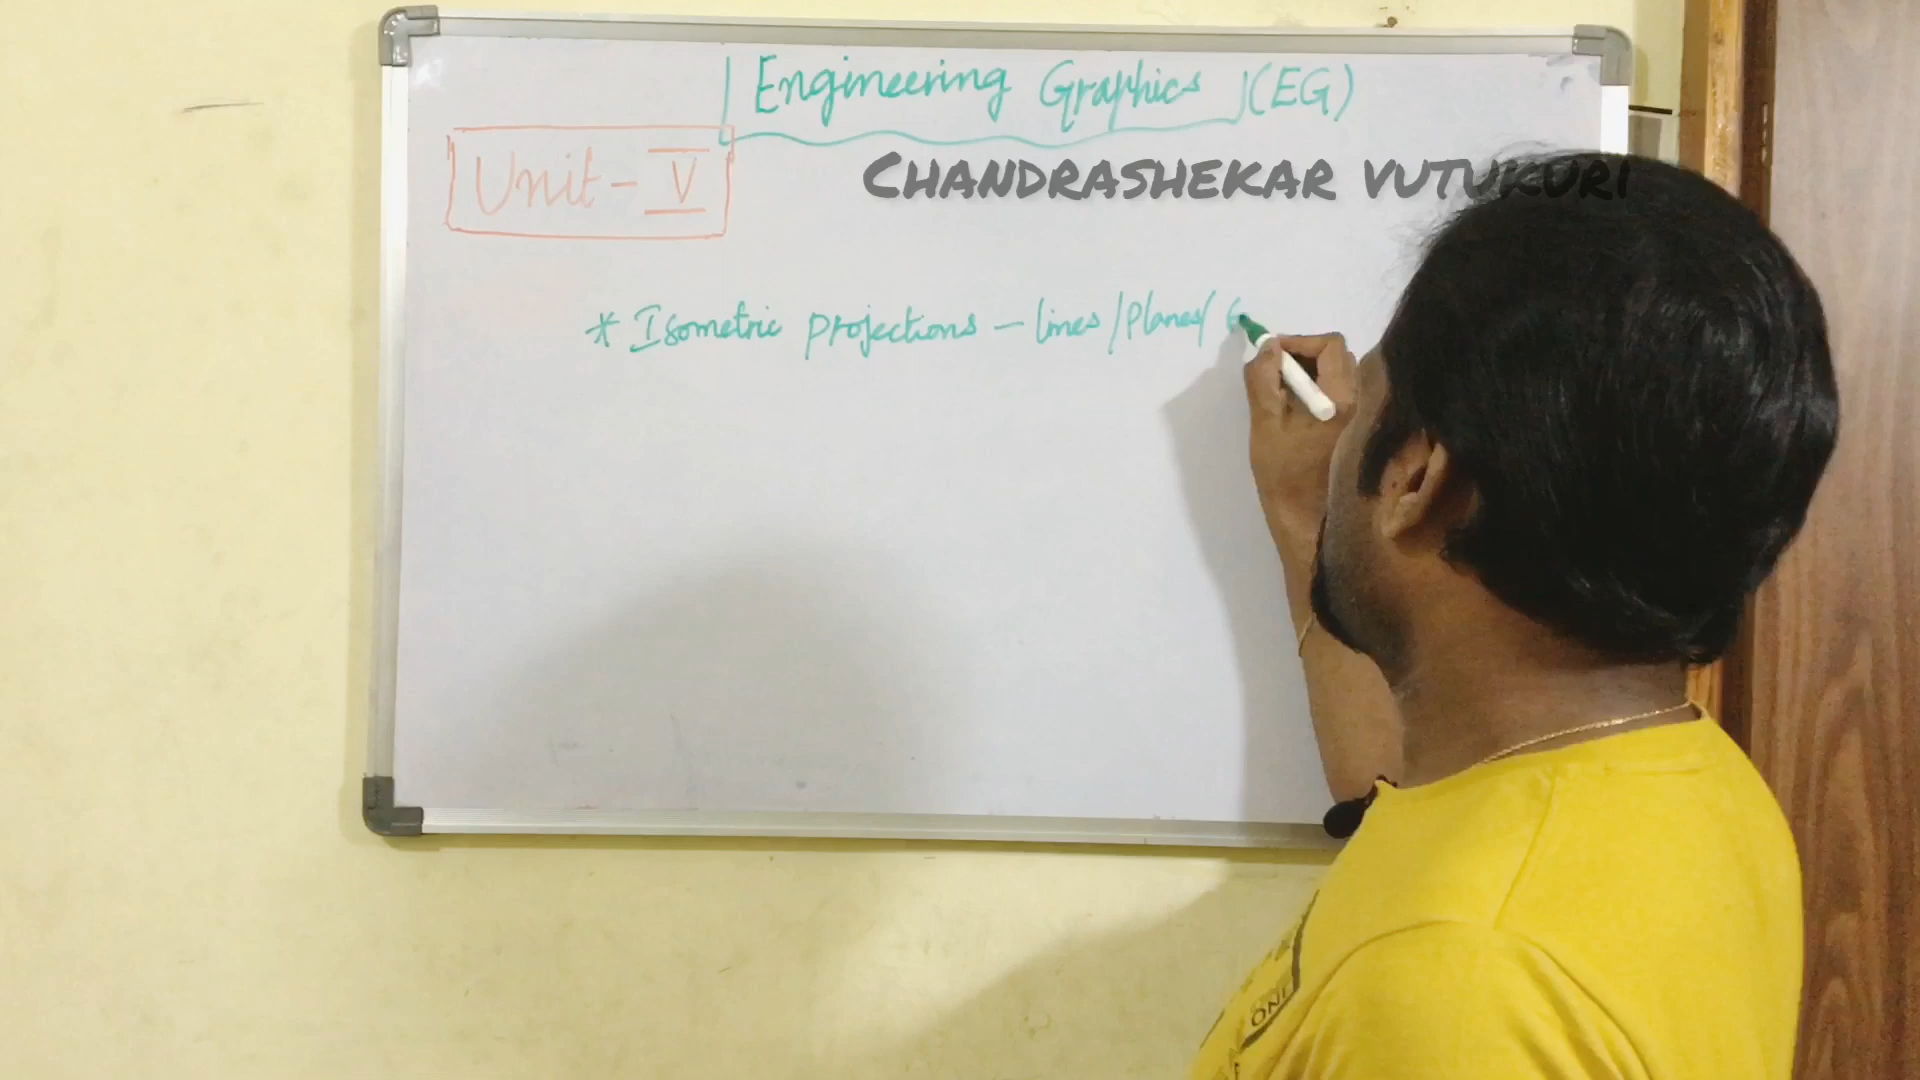 Engineering Graphics (EG)
Unit - V
CHANDRASHEKAR VUTUKURI
* Isometric projections - lines/Planes/